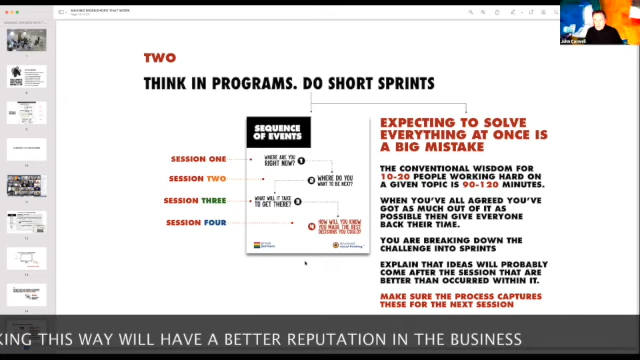 MAKING WORKSHOPS THAT WORK
John Caswell
TWO
THINK IN PROGRAMS. DO SHORT SPRINTS
SEQUENCE
OF EVENTS
SESSION ONE
SESSION TWO
SESSION THREE
SESSION FOUR
WHERE ARE YOU
RIGHT NOW? 1
2 WHERE DO YOU
WANT TO BE NEXT?
WHAT WILL IT TAKE
TO GET THERE? 3
4 HOW WILL YOU KNOW
YOU MADE THE BEST
DECISIONS YOU COULD?
EXPECTING TO SOLVE
EVERYTHING AT ONCE IS
A BIG MISTAKE
THE CONVENTIONAL WISDOM FOR
10-20 PEOPLE WORKING HARD ON
A GIVEN TOPIC IS 90-120 MINUTES.
WHEN YOU'VE ALL AGREED YOU'VE
GOT AS MUCH OUT OF IT AS
POSSIBLE THEN GIVE EVERYONE
BACK THEIR TIME.
YOU ARE BREAKING DOWN THE
CHALLENGE INTO SPRINTS
EXPLAIN THAT IDEAS WILL PROBABLY
COME AFTER THE SESSION THAT ARE
BETTER THAN OCCURRED WITHIN IT.
MAKE SURE THE PROCESS CAPTURES
THESE FOR THE NEXT SESSION
KING THIS WAY WILL HAVE A BETTER REPUTATION IN THE BUSINESS